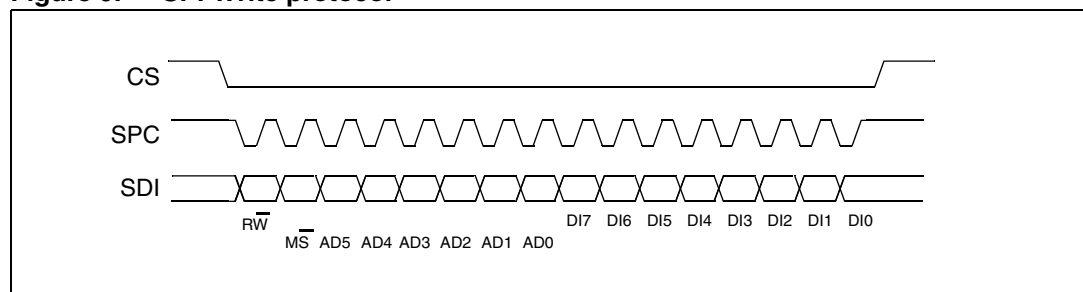 CS
SPC
SDI
RW DI7 DI6 DI5 DI4 DI3 DI2 DI1 DI0
MS AD5 AD4 AD3 AD2 AD1 AD0